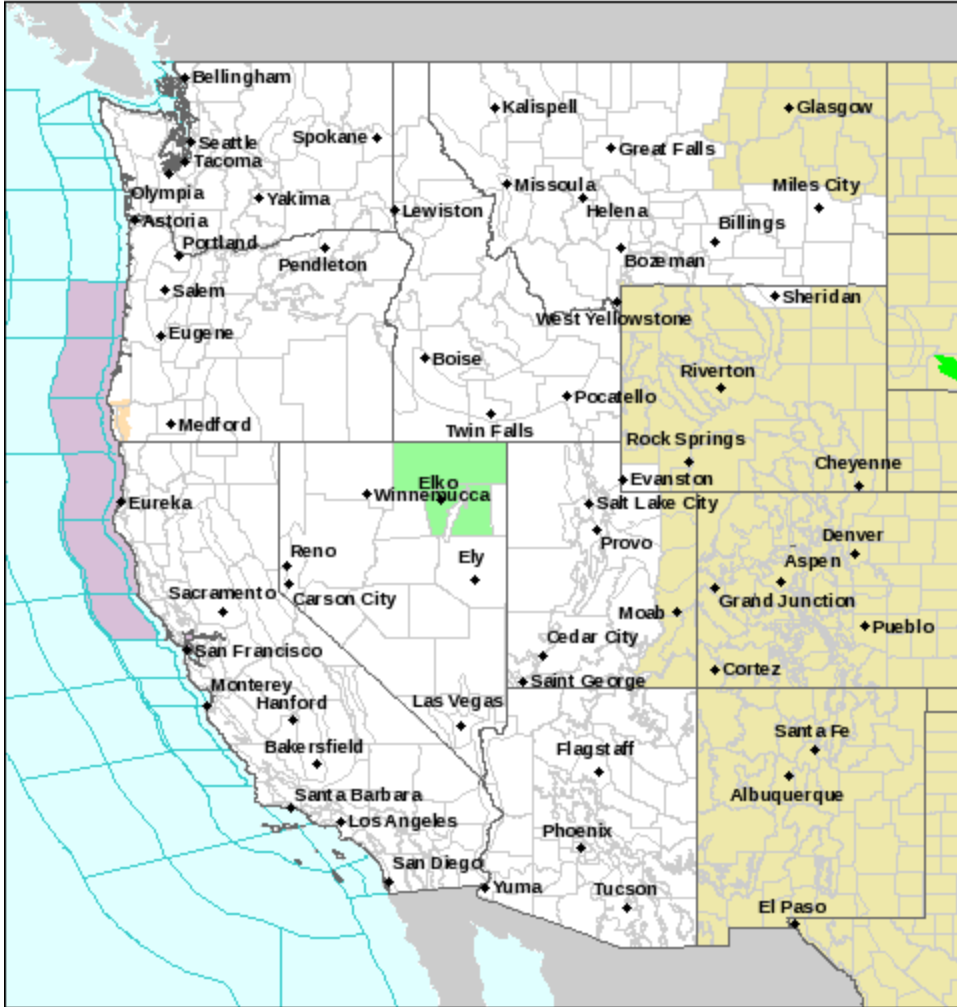 Bellingham
Kalispell
Glasgow
Spokane
Seattle
Great Falls
Tacoma
Missoula
Miles City
Olympia
Yakima
Helena
Lewiston
Astoria
Billings
Portland
Bozeman
Pendleton
Salem
Sheridan
West Yellowstone
Eugene
Boise
Riverton
Pocatello
Medford
Twin Falls
Rock Springs
Cheyenne
Elko
Evanston
Winnemucca
Eureka
Salt Lake City
Denver
Provo
Reno
Ely
Aspen
Sacramento
Carson City
Grand Junction
Moab
Pueblo
Cedar City
San Francisco
Cortez
Saint George
Monterey
Hanford
Las Vegas
Santa Fe
Bakersfield
Flagstaff
Albuquerque
Santa Barbara
Los Angeles
Phoenix
San Diego
Yuma
Tucson
El Paso